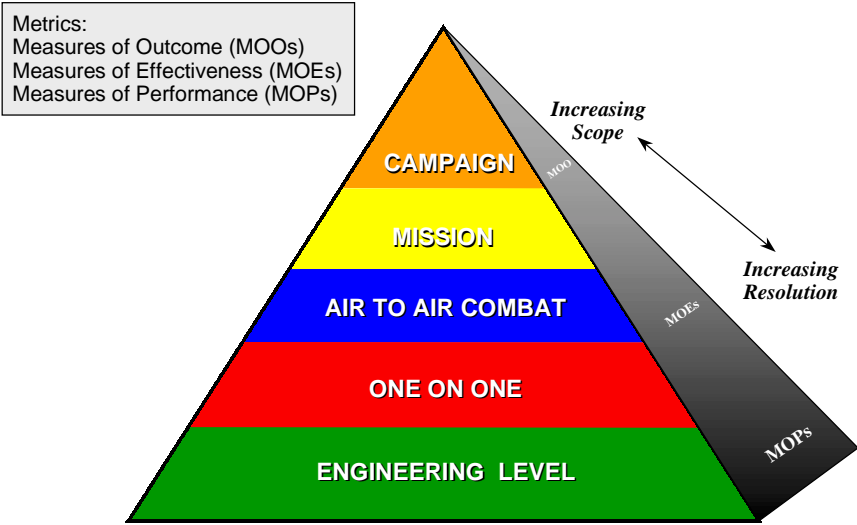 Metrics:
Measures of Outcome (MOOs)
Measures of Effectiveness (MOEs)
Measures of Performance (MOPs)
Increasing
Scope
CAMPAIGN
MOO
MISSION
Increasing
Resolution
AIR TO AIR COMBAT
MOEs
ONE ON ONE
MOPs
ENGINEERING LEVEL